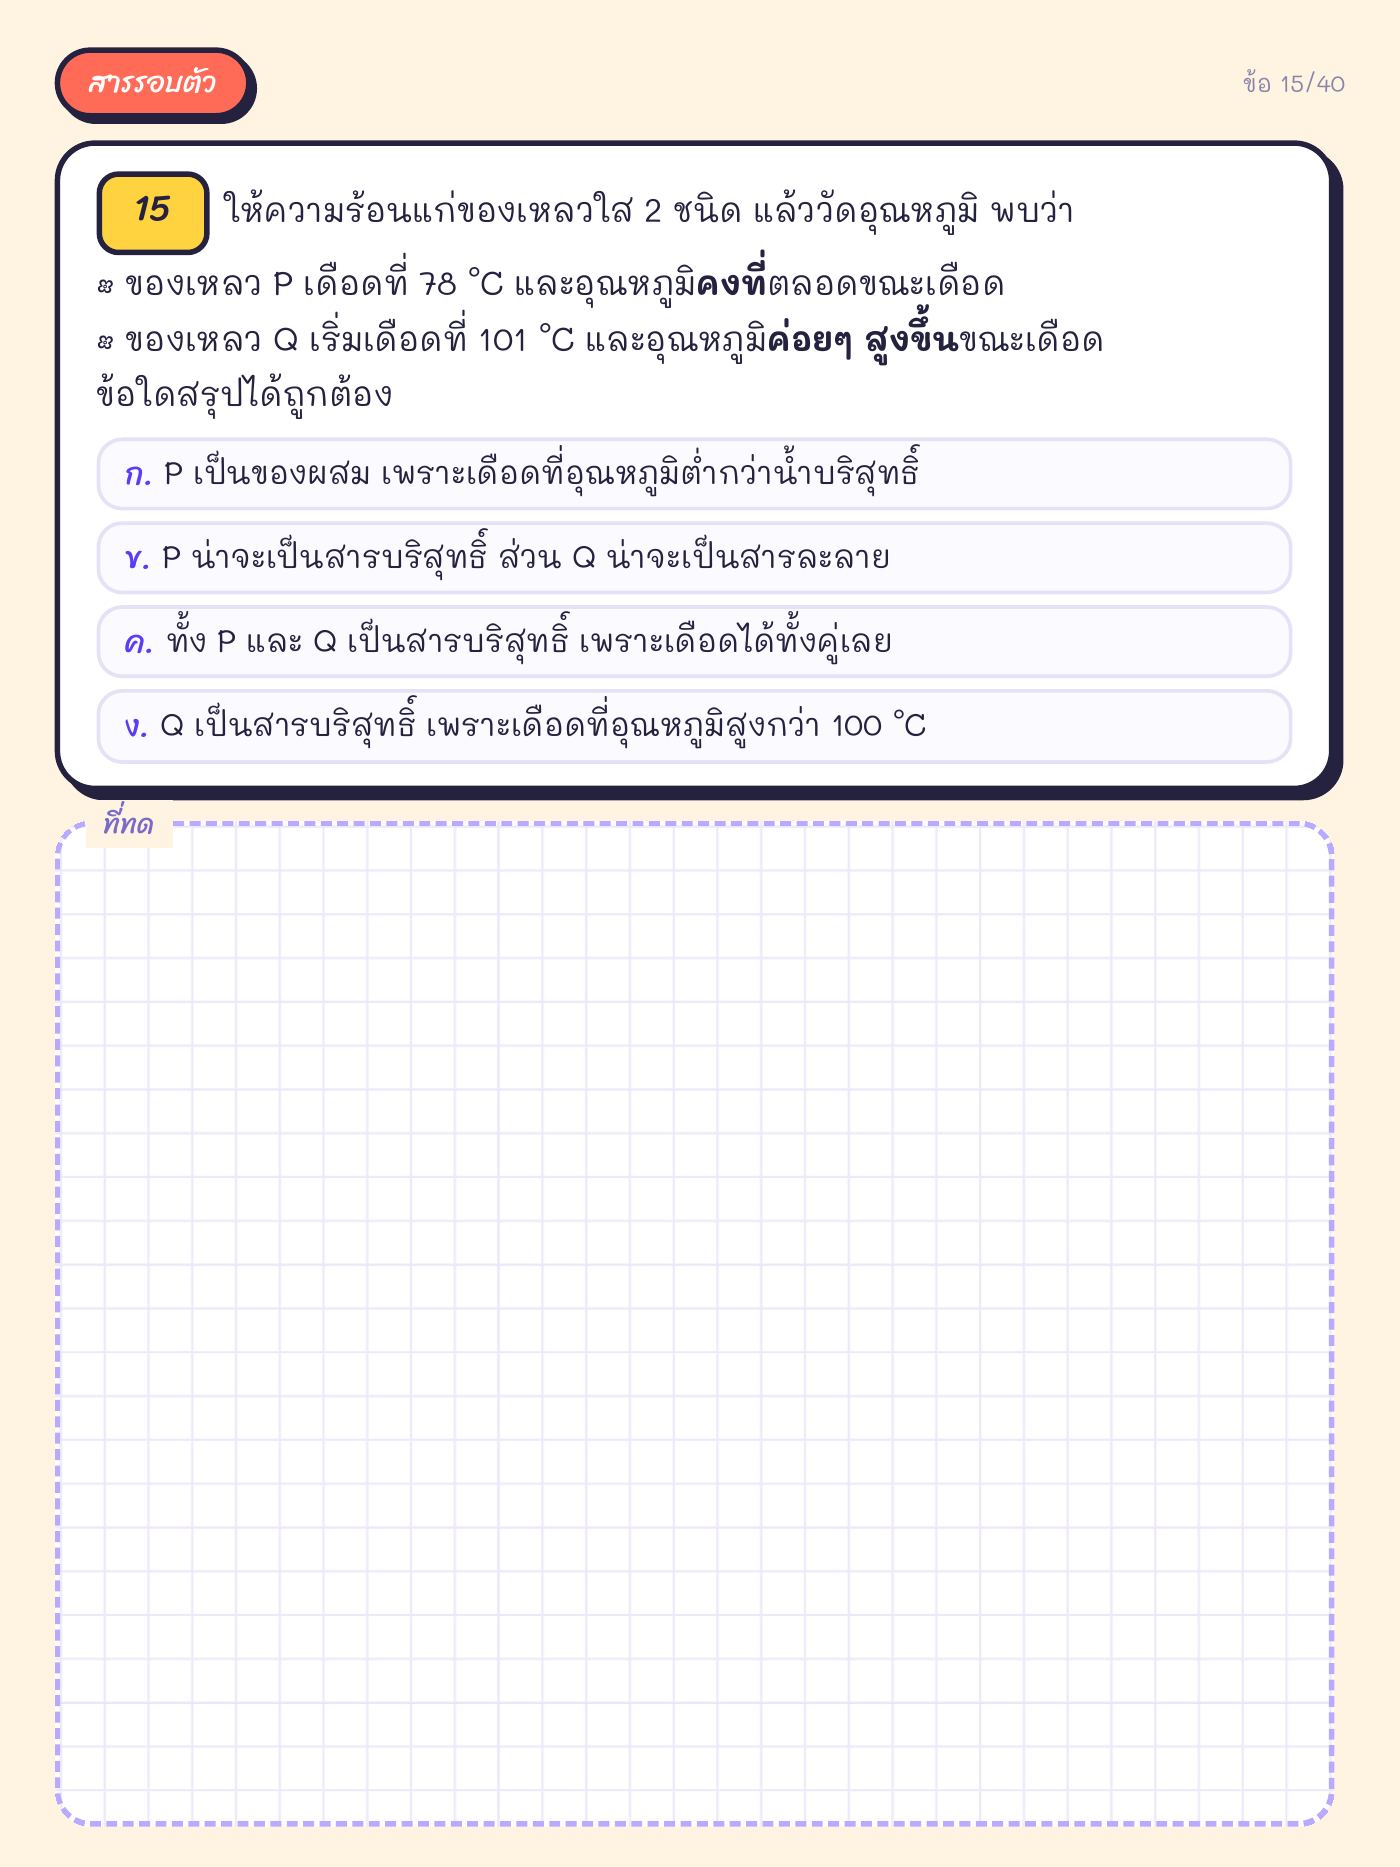 สารรอบตัว
ข้อ 15/40
15 ให้ความร้อนแก่ของเหลวใส 2 ชนิด แล้ววัดอุณหภูมิ พบว่า
ของเหลว P เดือดที่ 78 °C และอุณหภูมิคงที่ตลอดขณะเดือด
ของเหลว Q เริ่มเดือดที่ 101 °C และอุณหภูมิค่อยๆ สูงขึ้นขณะเดือด
ข้อใดสรุปได้ถูกต้อง
ก. P เป็นของผสม เพราะเดือดที่อุณหภูมิต่ำกว่าน้ำบริสุทธิ์
ข. P น่าจะเป็นสารบริสุทธิ์ ส่วน Q น่าจะเป็นสารละลาย
ค. ทั้ง P และ Q เป็นสารบริสุทธิ์ เพราะเดือดได้ทั้งคู่เลย
ง. Q เป็นสารบริสุทธิ์ เพราะเดือดที่อุณหภูมิสูงกว่า 100 °C
ที่ทด